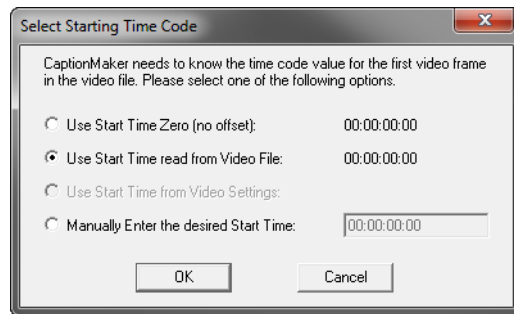 Select Starting Time Code
CaptionMaker needs to know the time code value for the first video frame
in the video file. Please select one of the following options.
Use Start Time Zero (no offset): 00:00:00:00
Use Start Time read from Video File: 00:00:00:00
Use Start Time from Video Settings:
Manually Enter the desired Start Time: 00:00:00:00
OK Cancel